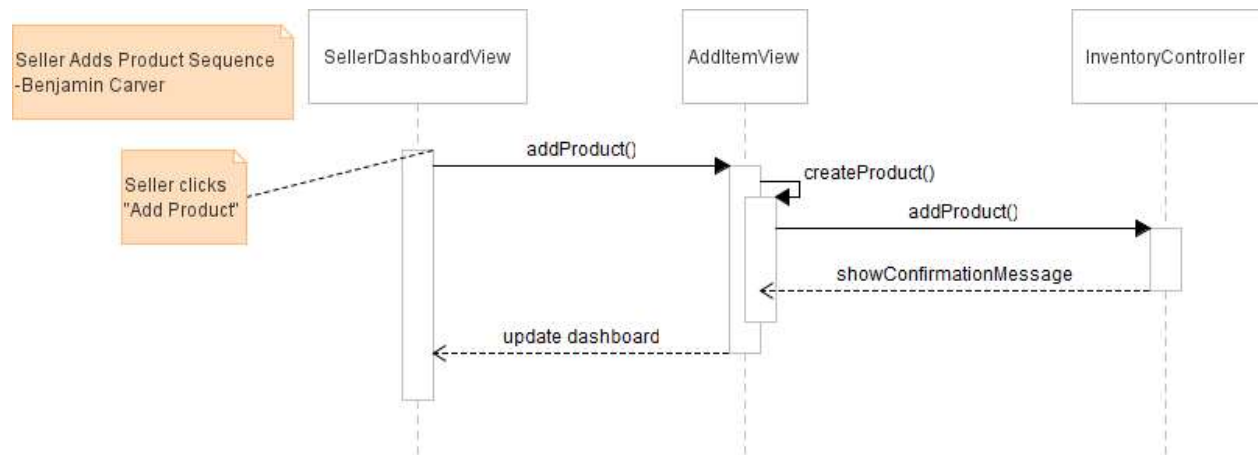 Seller Adds Product Sequence
-Benjamin Carver
SellerDashboardView
AddItemView
InventoryController
Seller clicks
"Add Product"
addProduct()
createProduct()
addProduct()
showConfirmationMessage
update dashboard